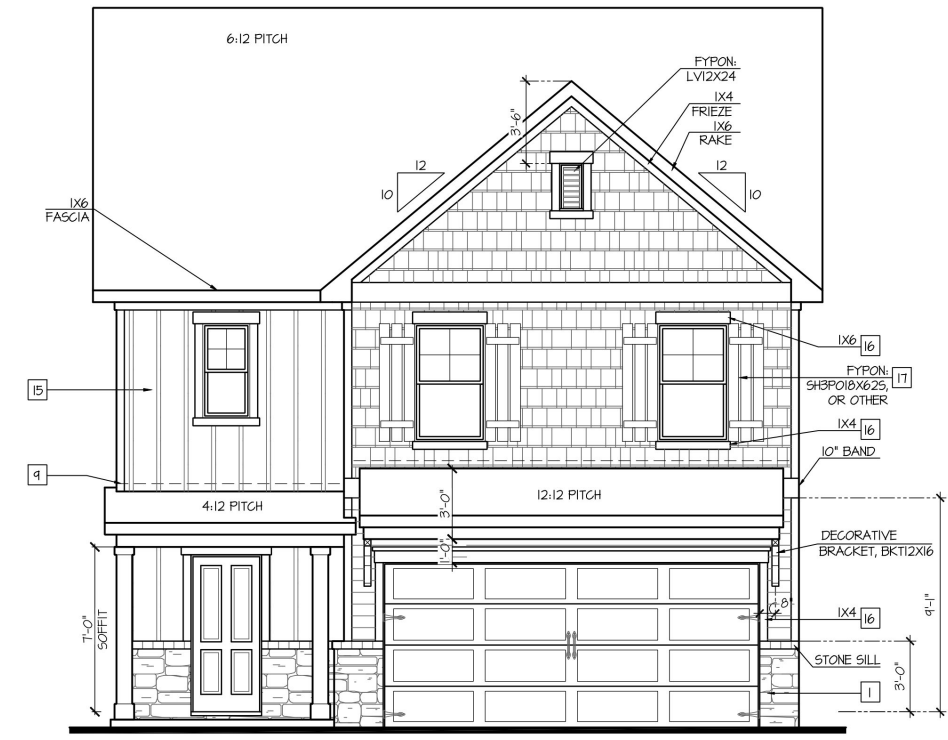 6:12 PITCH
FYPON:
LV12X24
1X4
FRIEZE
1X6
RAKE
3'-6"
12
10
12
10
1X6
FASCIA
1X6 16
FYPON: 17
SH3PO18X62S,
OR OTHER
15
1X4 16
10" BAND
9
4:12 PITCH
12:12 PITCH
3'-0"
1'-0"
DECORATIVE
BRACKET, BKT12X16
7'-0"
SOFFIT
8"
1X4 16
9'-1"
STONE SILL
3'-0"
1